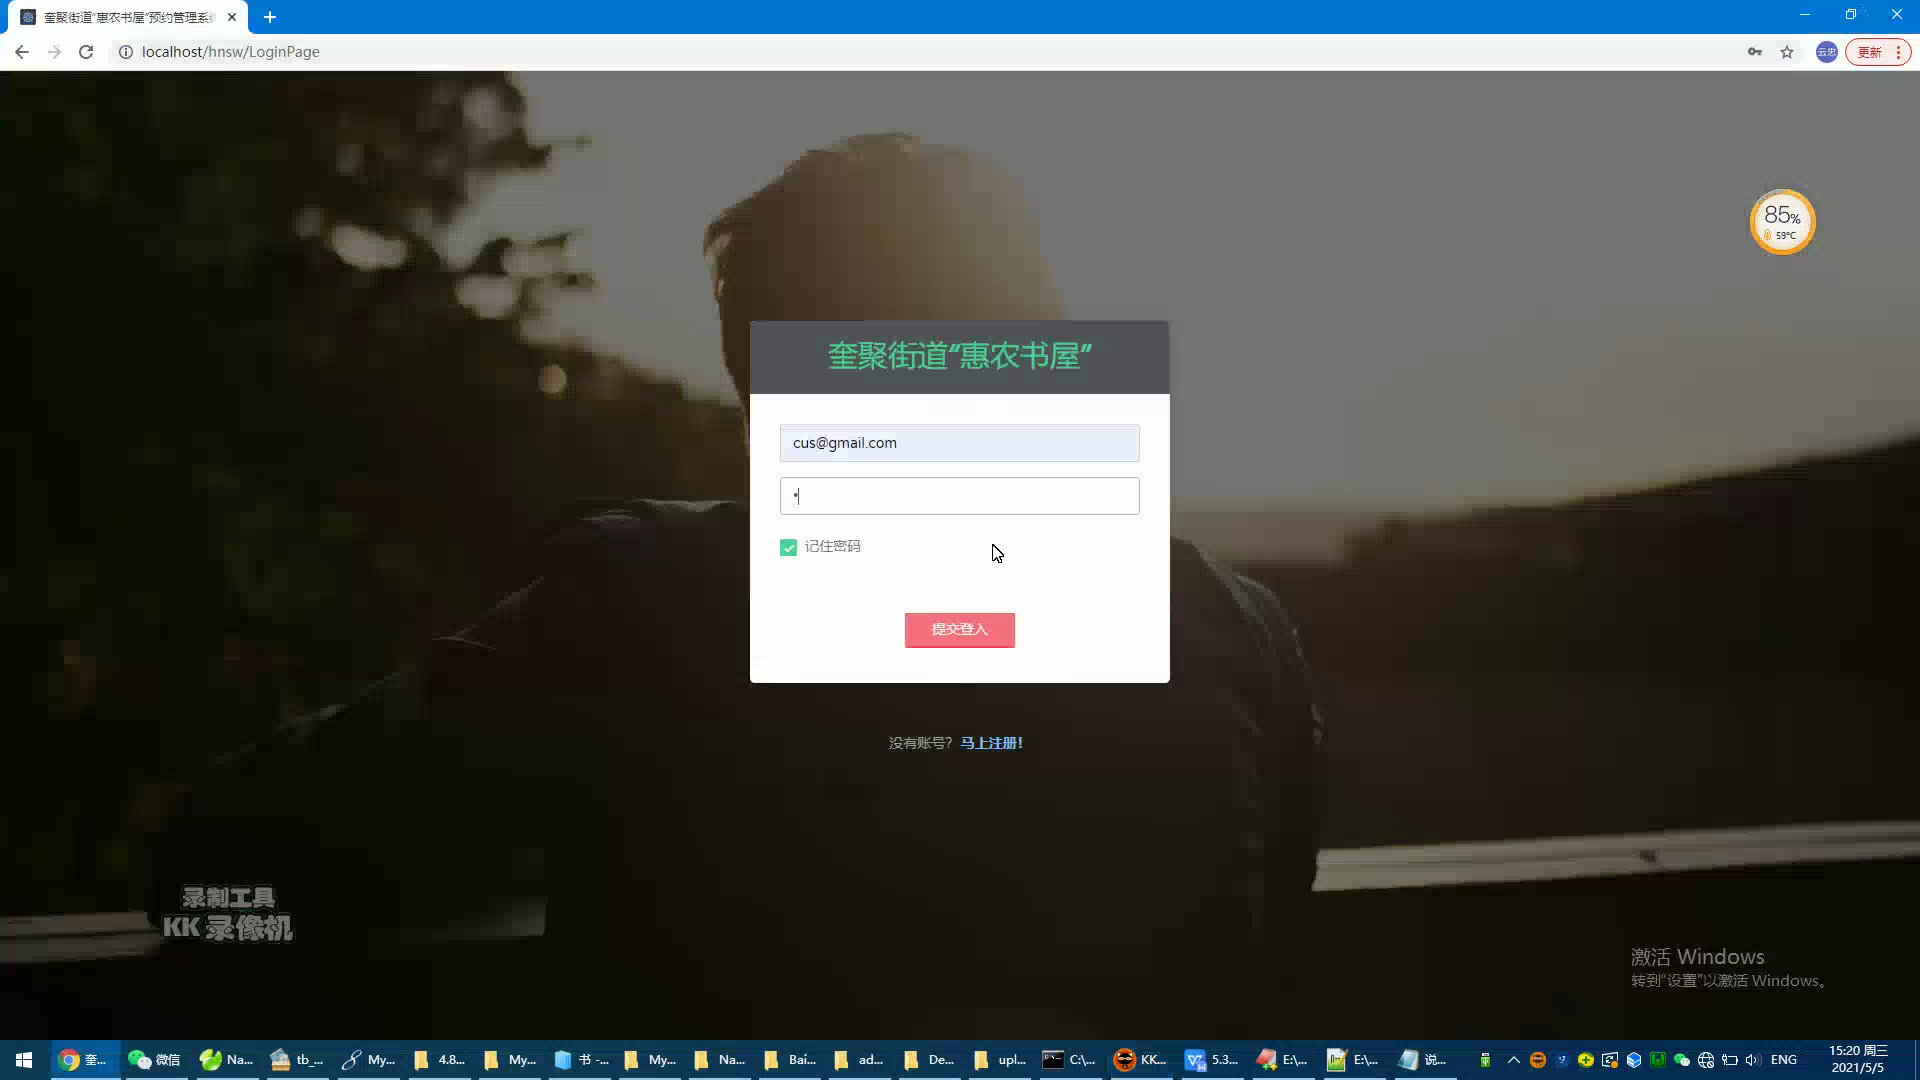 奎聚街道“惠农书屋”预约管理系统
localhost/hnsw/LoginPage
云忠
更新
85%
59°C
奎聚街道“惠农书屋”
cus@gmail.com
记住密码
提交登入
没有账号? 马上注册!
录制工具
KK 录像机
激活 Windows
转到“设置”以激活 Windows。
奎...
微信
Na...
tb_...
My...
4.8...
My...
书 -...
My...
Na...
Bai...
ad...
De...
upl...
C:\...
KK...
5.3...
E:\...
E:\...
说...
ENG
15:20 周三
2021/5/5